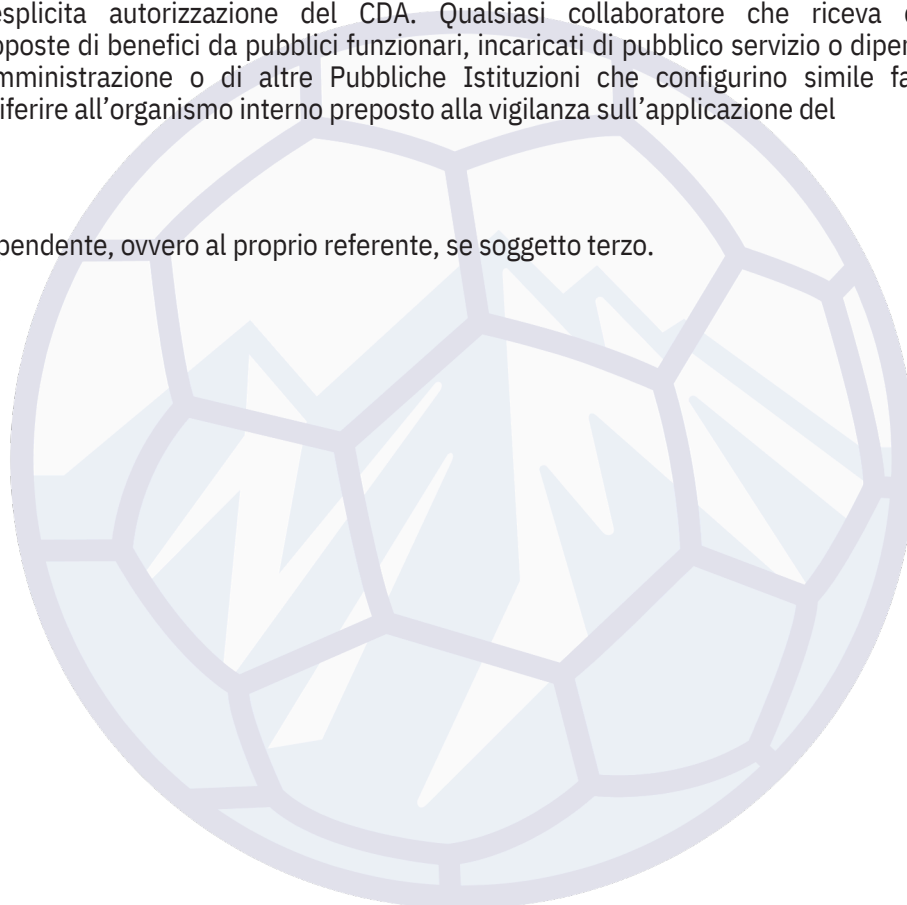 esplicita autorizzazione del CDA. Qualsiasi collaboratore che riceva
poste di benefici da pubblici funzionari, incaricati di pubblico servizio o dipen
mministrazione o di altre Pubbliche Istituzioni che configurino simile fa
iferire all'organismo interno preposto alla vigilanza sull'applicazione del
pendente, ovvero al proprio referente, se soggetto terzo.